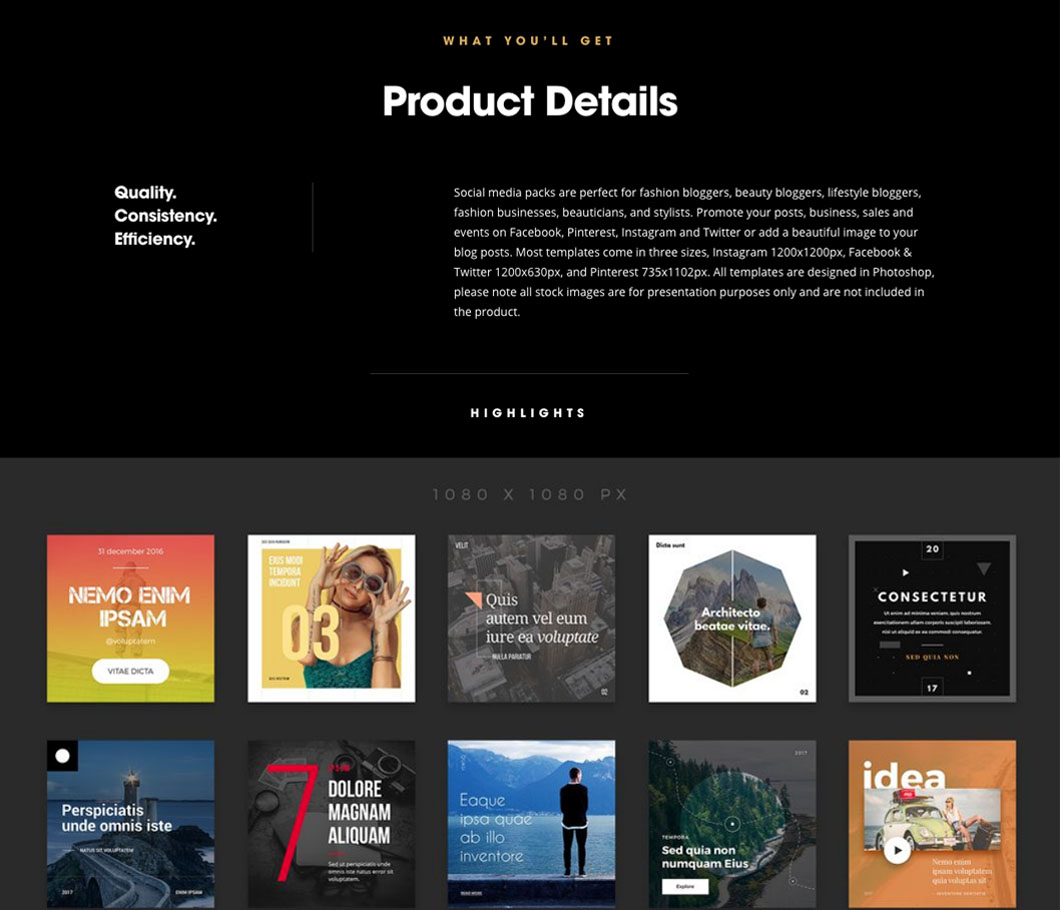 WHAT YOU'LL GET
Product Details
Quality.
Consistency.
Efficiency.
Social media packs are perfect for fashion bloggers, beauty bloggers, lifestyle bloggers,
fashion businesses, beauticians, and stylists. Promote your posts, business, sales and
events on Facebook, Pinterest, Instagram and Twitter or add a beautiful image to your
blog posts. Most templates come in three sizes, Instagram 1200x1200px, Facebook &
Twitter 1200x630px, and Pinterest 735x1102px. All templates are designed in Photoshop,
please note all stock images are for presentation purposes only and are not included in
the product.
HIGHLIGHTS
1080 X 1080 PX
31 december 2016
NEMO ENIM
IPSAM
@voluptatem
VITAE DICTA
EIUS MODI
TEMPORA
INCIDUNT
03
VELIT
Quis
autem vel eum
iure ea voluptate
NULLA PARIATUR
02
Dicta sunt
Architecto
beatae vitae.
02
20
CONSECTETUR
Ut enim ad minima veniam, quis nostrum
exercitationem ullam corporis suscipit laboriosam,
nisi ut aliquid ex ea commodi consequatur.
SED QUIA NON
17
Perspiciatis
unde omnis iste
NATUS SIT VOLUPTATEM
2017
ENIM IPSAM
7
DOLORE
MAGNAM
ALIQUAM
Sed ut perspiciatis unde
omnis iste natus error sit
voluptatem.
Eaque
ipsa quae
ab illo
inventore
READ MORE
2017
TEMPORA
Sed quia non
numquam Eius
Explore
idea
Nemo enim
ipsam voluptatem
quia voluptas sit